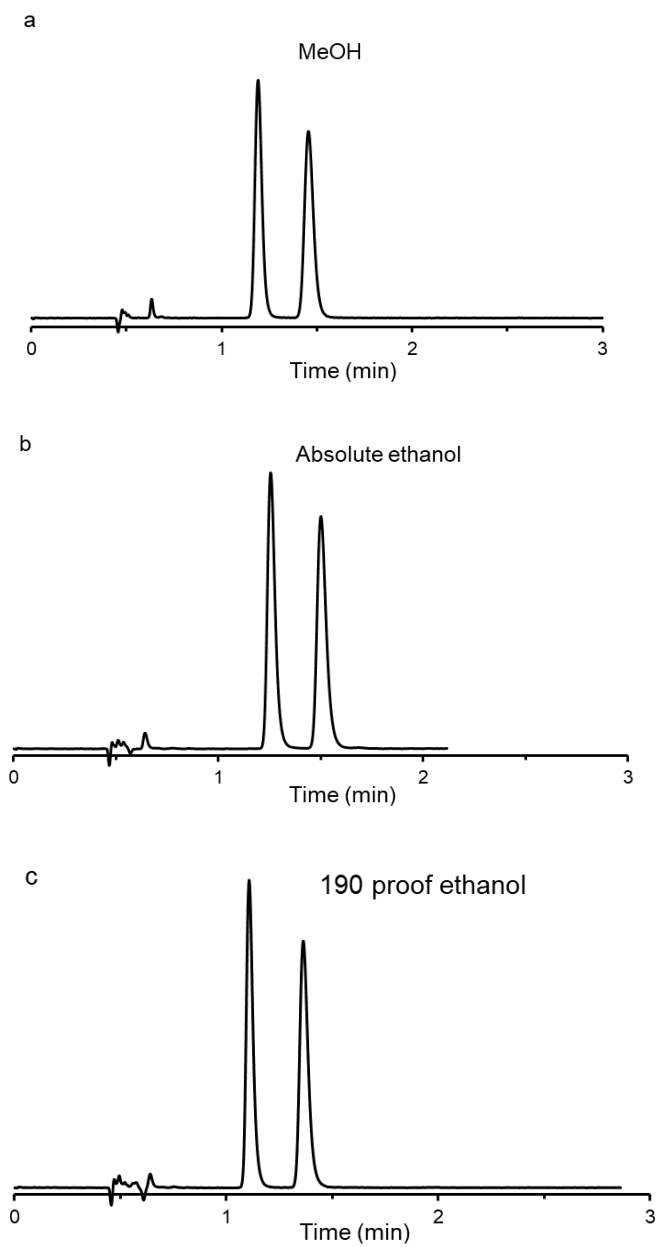 a
MeOH
0 1 2 3
Time (min)
b
Absolute ethanol
0 1 2 3
Time (min)
c
190 proof ethanol
0 1 2 3
Time (min)